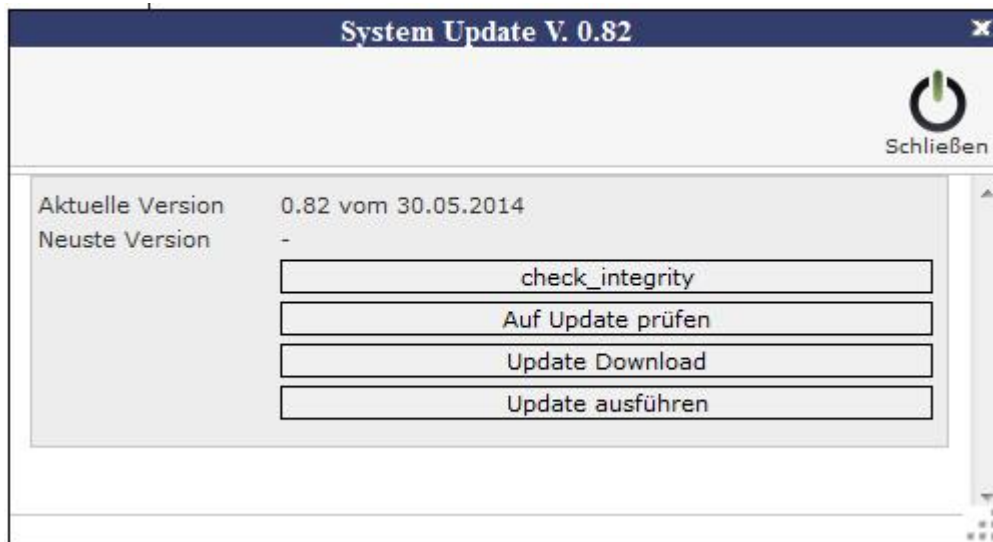 System Update V. 0.82
Schließen
Aktuelle Version 0.82 vom 30.05.2014
Neuste Version -
check_integrity
Auf Update prüfen
Update Download
Update ausführen